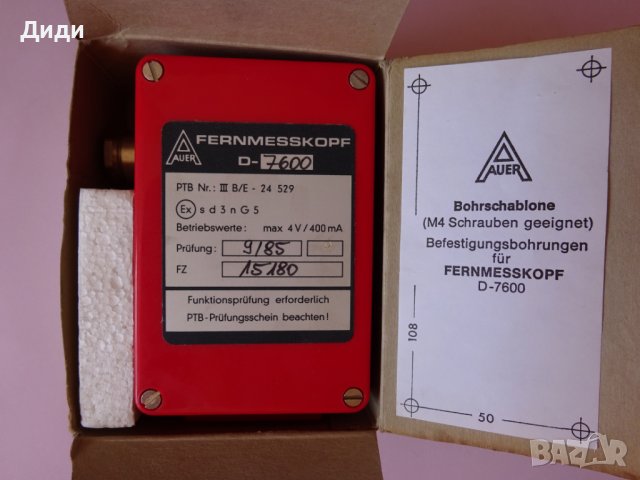 Диди
AUER
FERNMESSKOPF
D-7600
PTB Nr.: III B/E - 24 529
Ex s d 3 n G 5
Betriebswerte: max 4 V / 400 mA
Prüfung: 9/85
FZ 15180
Funktionsprüfung erforderlich
PTB-Prüfungsschein beachten!
AUER
Bohrschablone
(M4 Schrauben geeignet)
Befestigungsbohrungen
für
FERNMESSKOPF
D-7600
108
50
BAZAR